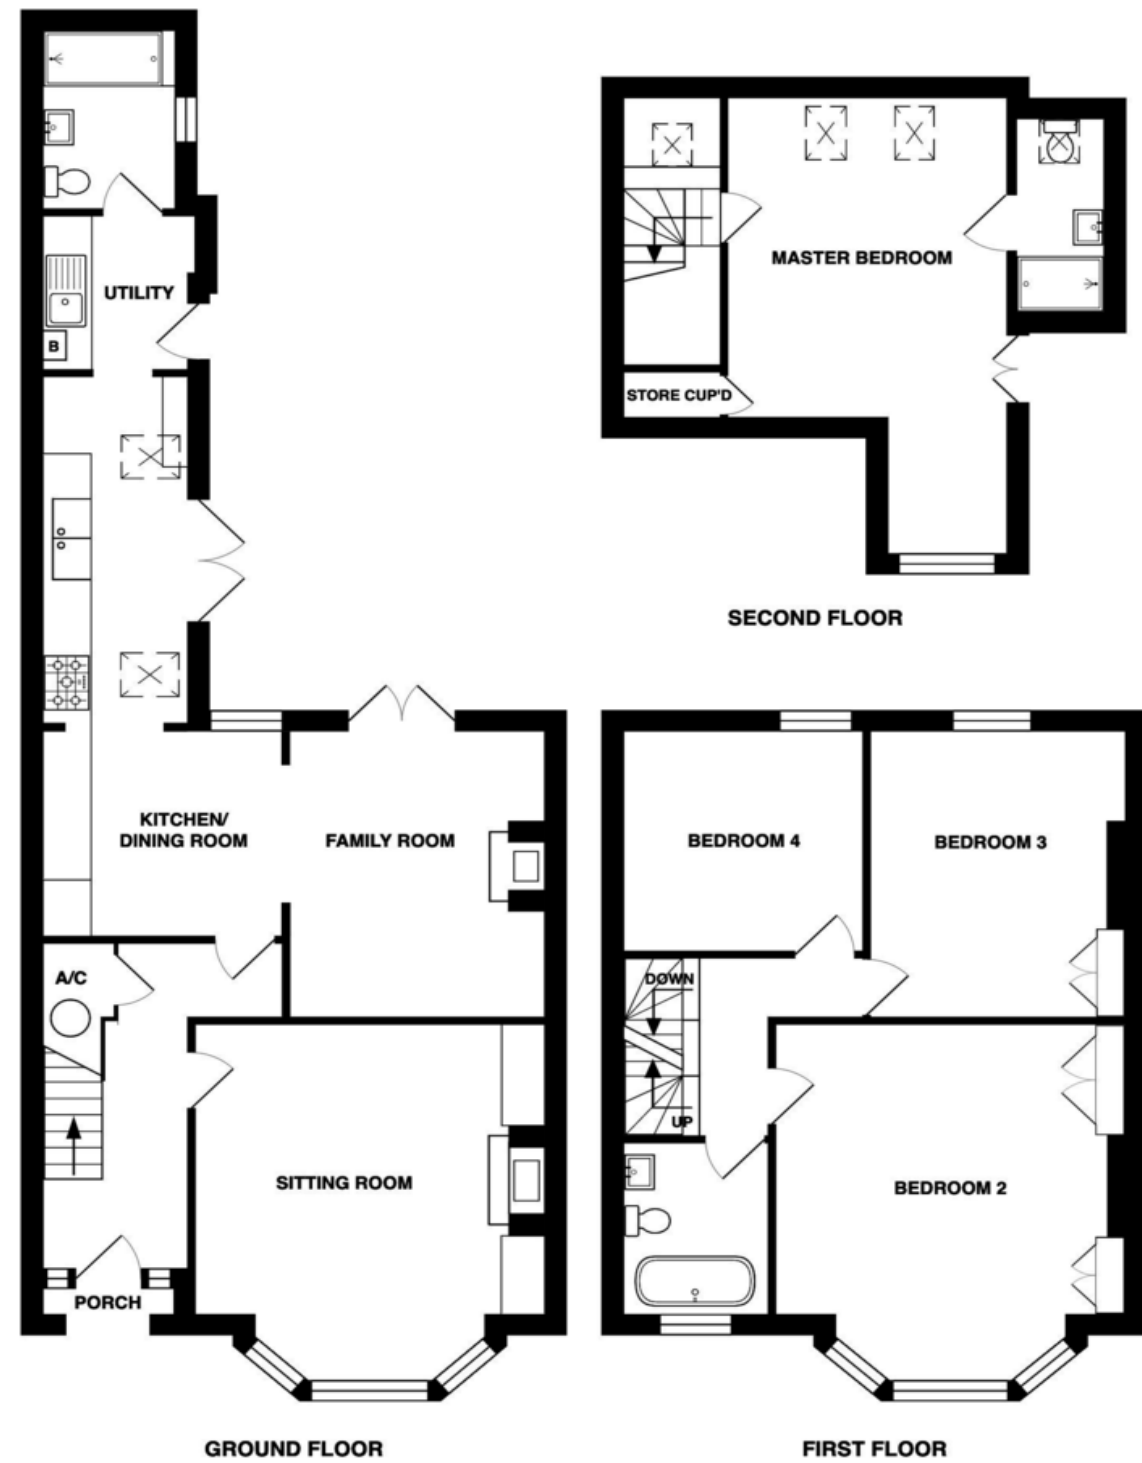 UTILITY
B
KITCHEN/
DINING ROOM
FAMILY ROOM
A/C
SITTING ROOM
PORCH
GROUND FLOOR
MASTER BEDROOM
STORE CUP'D
SECOND FLOOR
BEDROOM 4
BEDROOM 3
DOWN
UP
BEDROOM 2
FIRST FLOOR